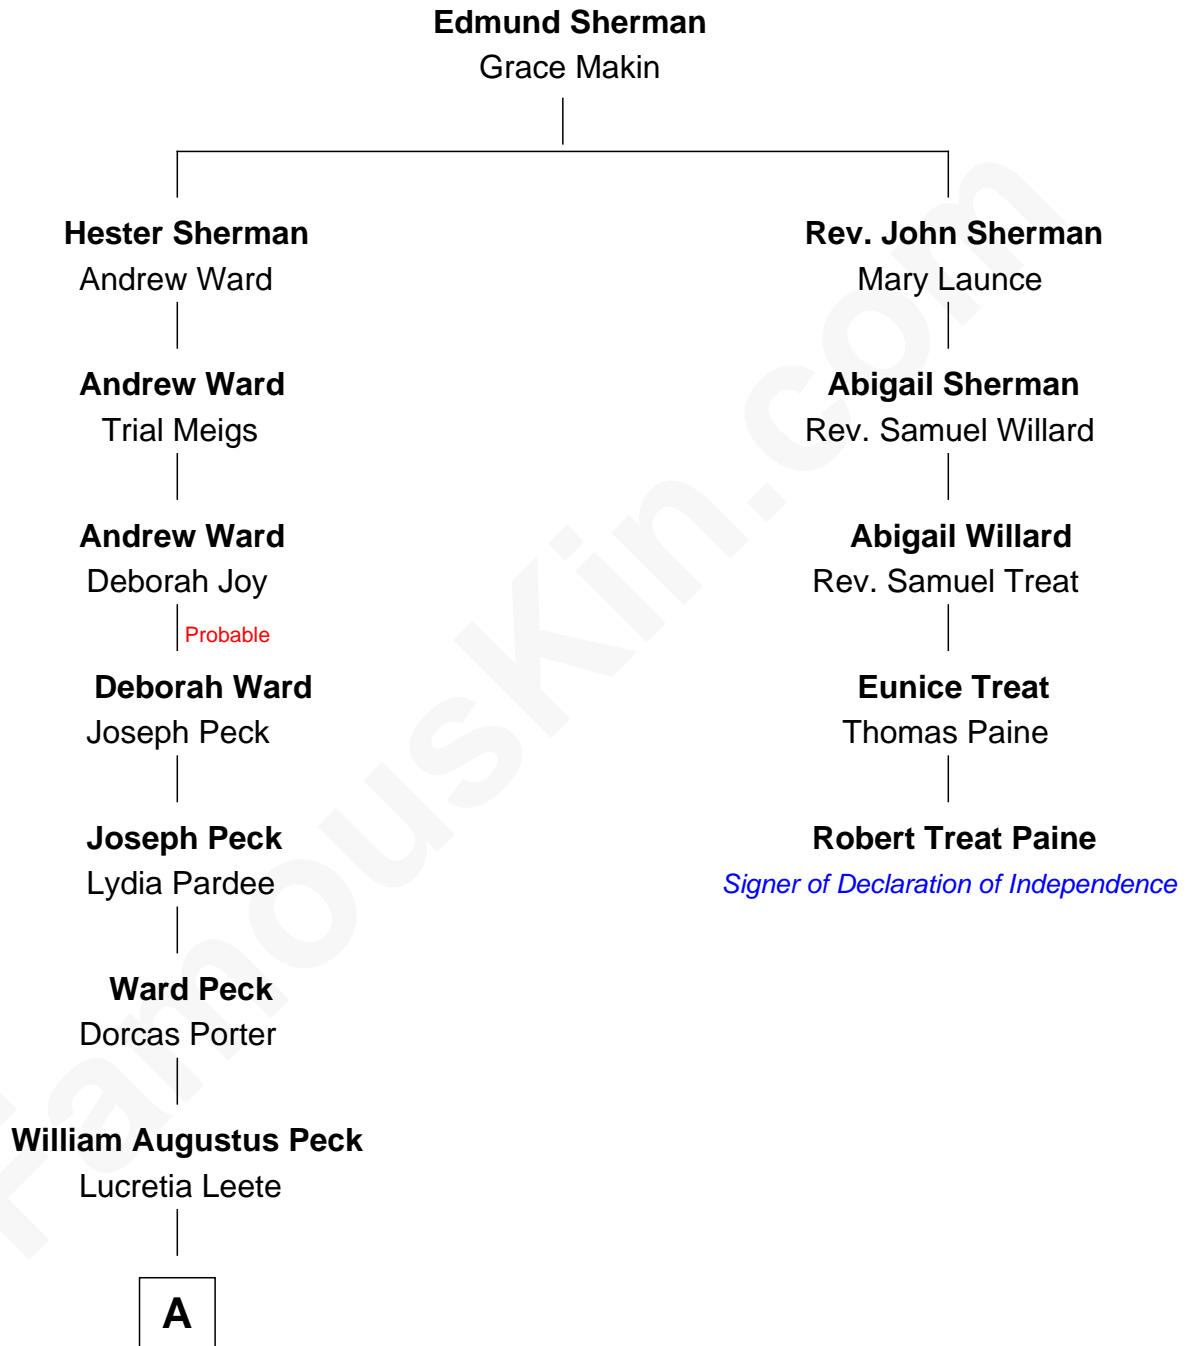 Edmund Sherman
Grace Makin
Hester Sherman
Andrew Ward
Rev. John Sherman
Mary Launce
Andrew Ward
Trial Meigs
Abigail Sherman
Rev. Samuel Willard
Andrew Ward
Deborah Joy
Abigail Willard
Rev. Samuel Treat
Probable
Deborah Ward
Joseph Peck
Eunice Treat
Thomas Paine
Joseph Peck
Lydia Pardee
Robert Treat Paine
Signer of Declaration of Independence
Ward Peck
Dorcas Porter
William Augustus Peck
Lucretia Leete
A
FamousKin.com